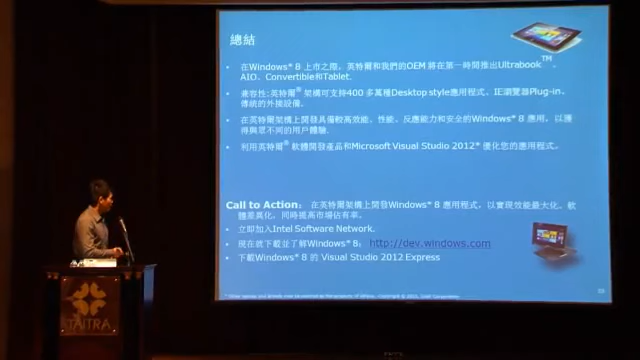 總結
• 在Windows* 8 上市之際，英特爾和我們的OEM將在第一時間推出Ultrabook™、
AIO、Convertible和Tablet.
• 兼容性:英特爾® 架構可支持400 多萬種Desktop style應用程式、IE瀏覽器Plug-in、
傳統的外接設備.
• 在英特爾架構上開發具備較高效能、性能、反應能力和安全的Windows* 8 應用，以獲
得與眾不同的用戶體驗.
• 利用英特爾® 軟體開發產品和Microsoft Visual Studio 2012* 優化您的應用程式.
Call to Action： 在英特爾架構上開發Windows* 8 應用程式，以實現效能最大化、軟
體差異化，同時提高市場佔有率。
• 立即加入Intel Software Network.
• 現在就下載並了解Windows* 8: http://dev.windows.com
• 下載Windows* 8 的 Visual Studio 2012 Express
TAITRA